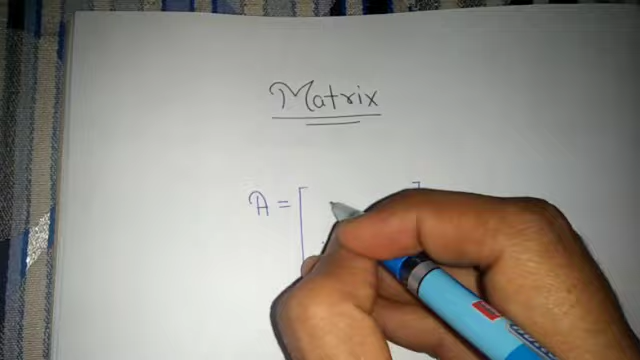 Matrix
A = [ ]